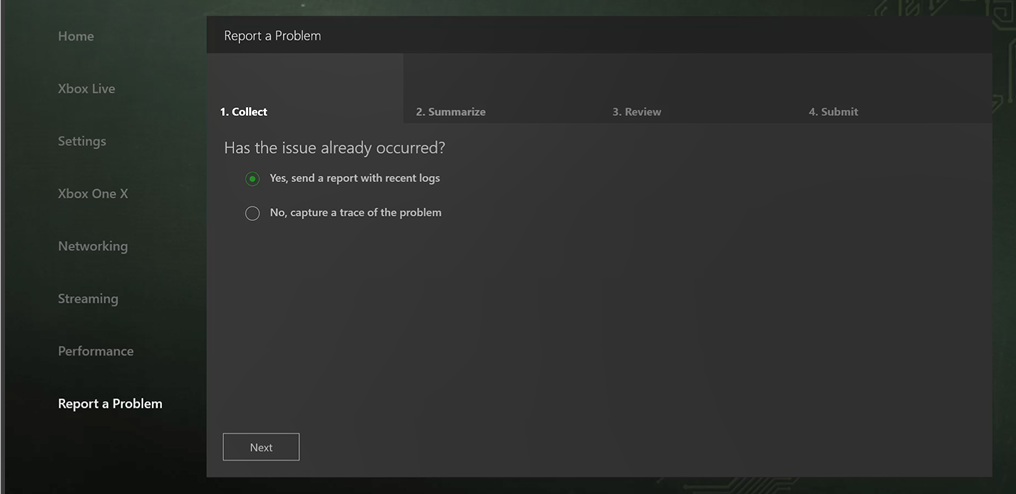 Home
Xbox Live
Settings
Xbox One X
Networking
Streaming
Performance
Report a Problem
Report a Problem
1. Collect
2. Summarize
3. Review
4. Submit
Has the issue already occurred?
Yes, send a report with recent logs
No, capture a trace of the problem
Next